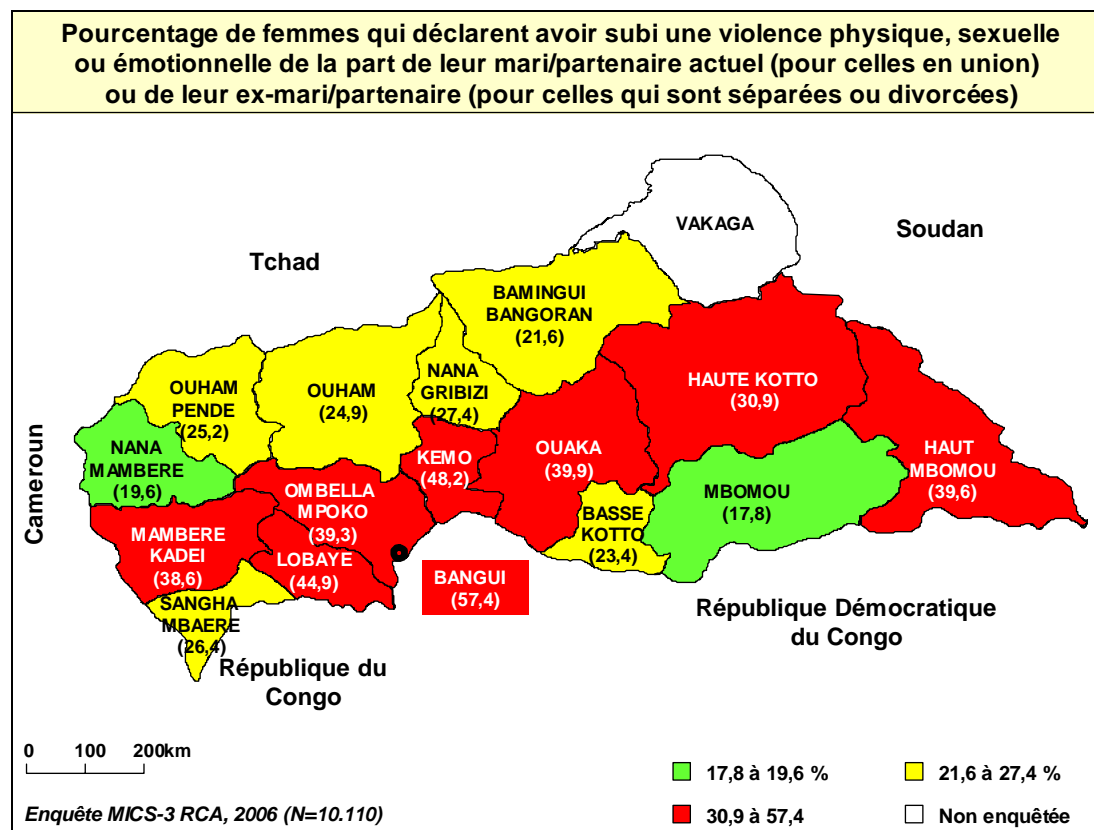 Pourcentage de femmes qui déclarent avoir subi une violence physique, sexuelle
ou émotionnelle de la part de leur mari/partenaire actuel (pour celles en union)
ou de leur ex-mari/partenaire (pour celles qui sont séparées ou divorcées)
VAKAGA
Soudan
Tchad
BAMINGUI
BANGORAN
(21,6)
NANA
GRIBIZI
(27,4)
HAUTE KOTTO
(30,9)
OUHAM
PENDE
(25,2)
OUHAM
(24,9)
Cameroun
NANA
MAMBERE
(19,6)
KEMO
(48,2)
OUAKA
(39,9)
HAUT
MBOMOU
(39,6)
OMBELLA
MPOKO
(39,3)
MBOMOU
(17,8)
BASSE
KOTTO
(23,4)
MAMBERE
KADEI
(38,6)
LOBAYE
(44,9)
BANGUI
(57,4)
SANGHA
MBAERE
(26,4)
République Démocratique
du Congo
République du
Congo
0 100 200km
17,8 à 19,6 %
21,6 à 27,4 %
30,9 à 57,4
Non enquêtée
Enquête MICS-3 RCA, 2006 (N=10.110)